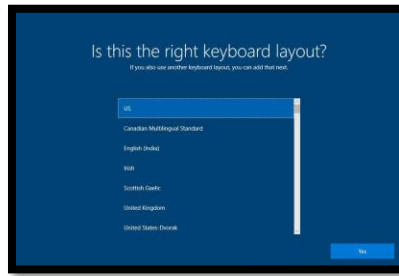 Is this the right keyboard layout?
If you also use another keyboard layout, you can add that next.
US
Canadian Multilingual Standard
English (India)
Irish
Scottish Gaelic
United Kingdom
United States-Dvorak
Yes